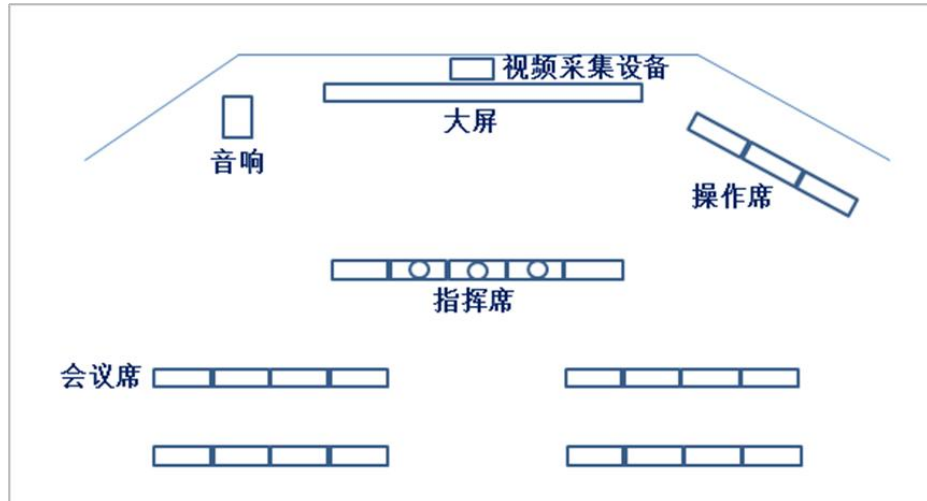 视频采集设备
大屏
音响
操作席
指挥席
会议席